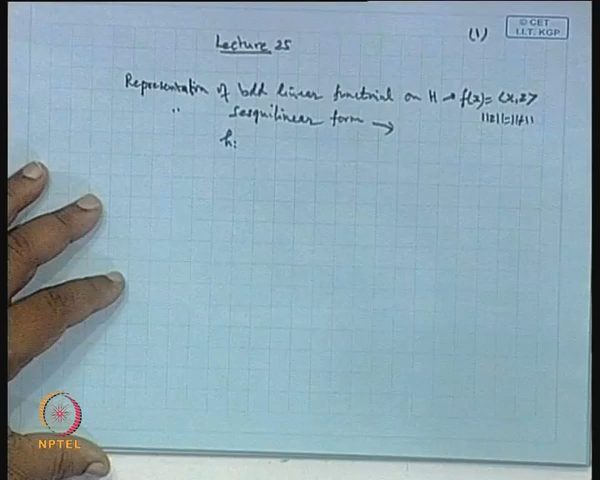 Lecture 25
(1)
© CET
I.I.T. KGP
Representation of bdd linear functional on H → f(x) = <x, z>
||z|| = ||f||
" Sesquilinear form →
h:
NPTEL